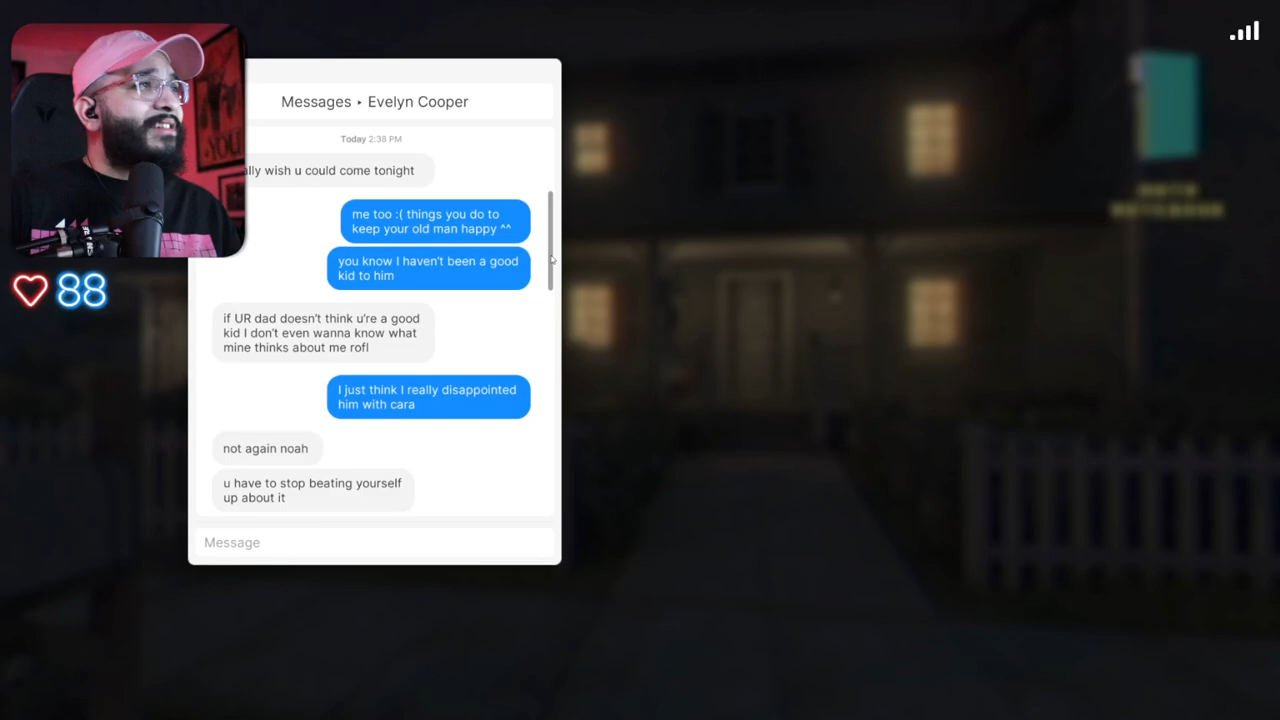 Messages ▸ Evelyn Cooper
Today 2:38 PM
ally wish u could come tonight
me too :( things you do to
keep your old man happy ^^
you know I haven't been a good
kid to him
if UR dad doesn't think u're a good
kid I don't even wanna know what
mine thinks about me rofl
I just think I really disappointed
him with cara
not again noah
u have to stop beating yourself
up about it
Message
88
YOU